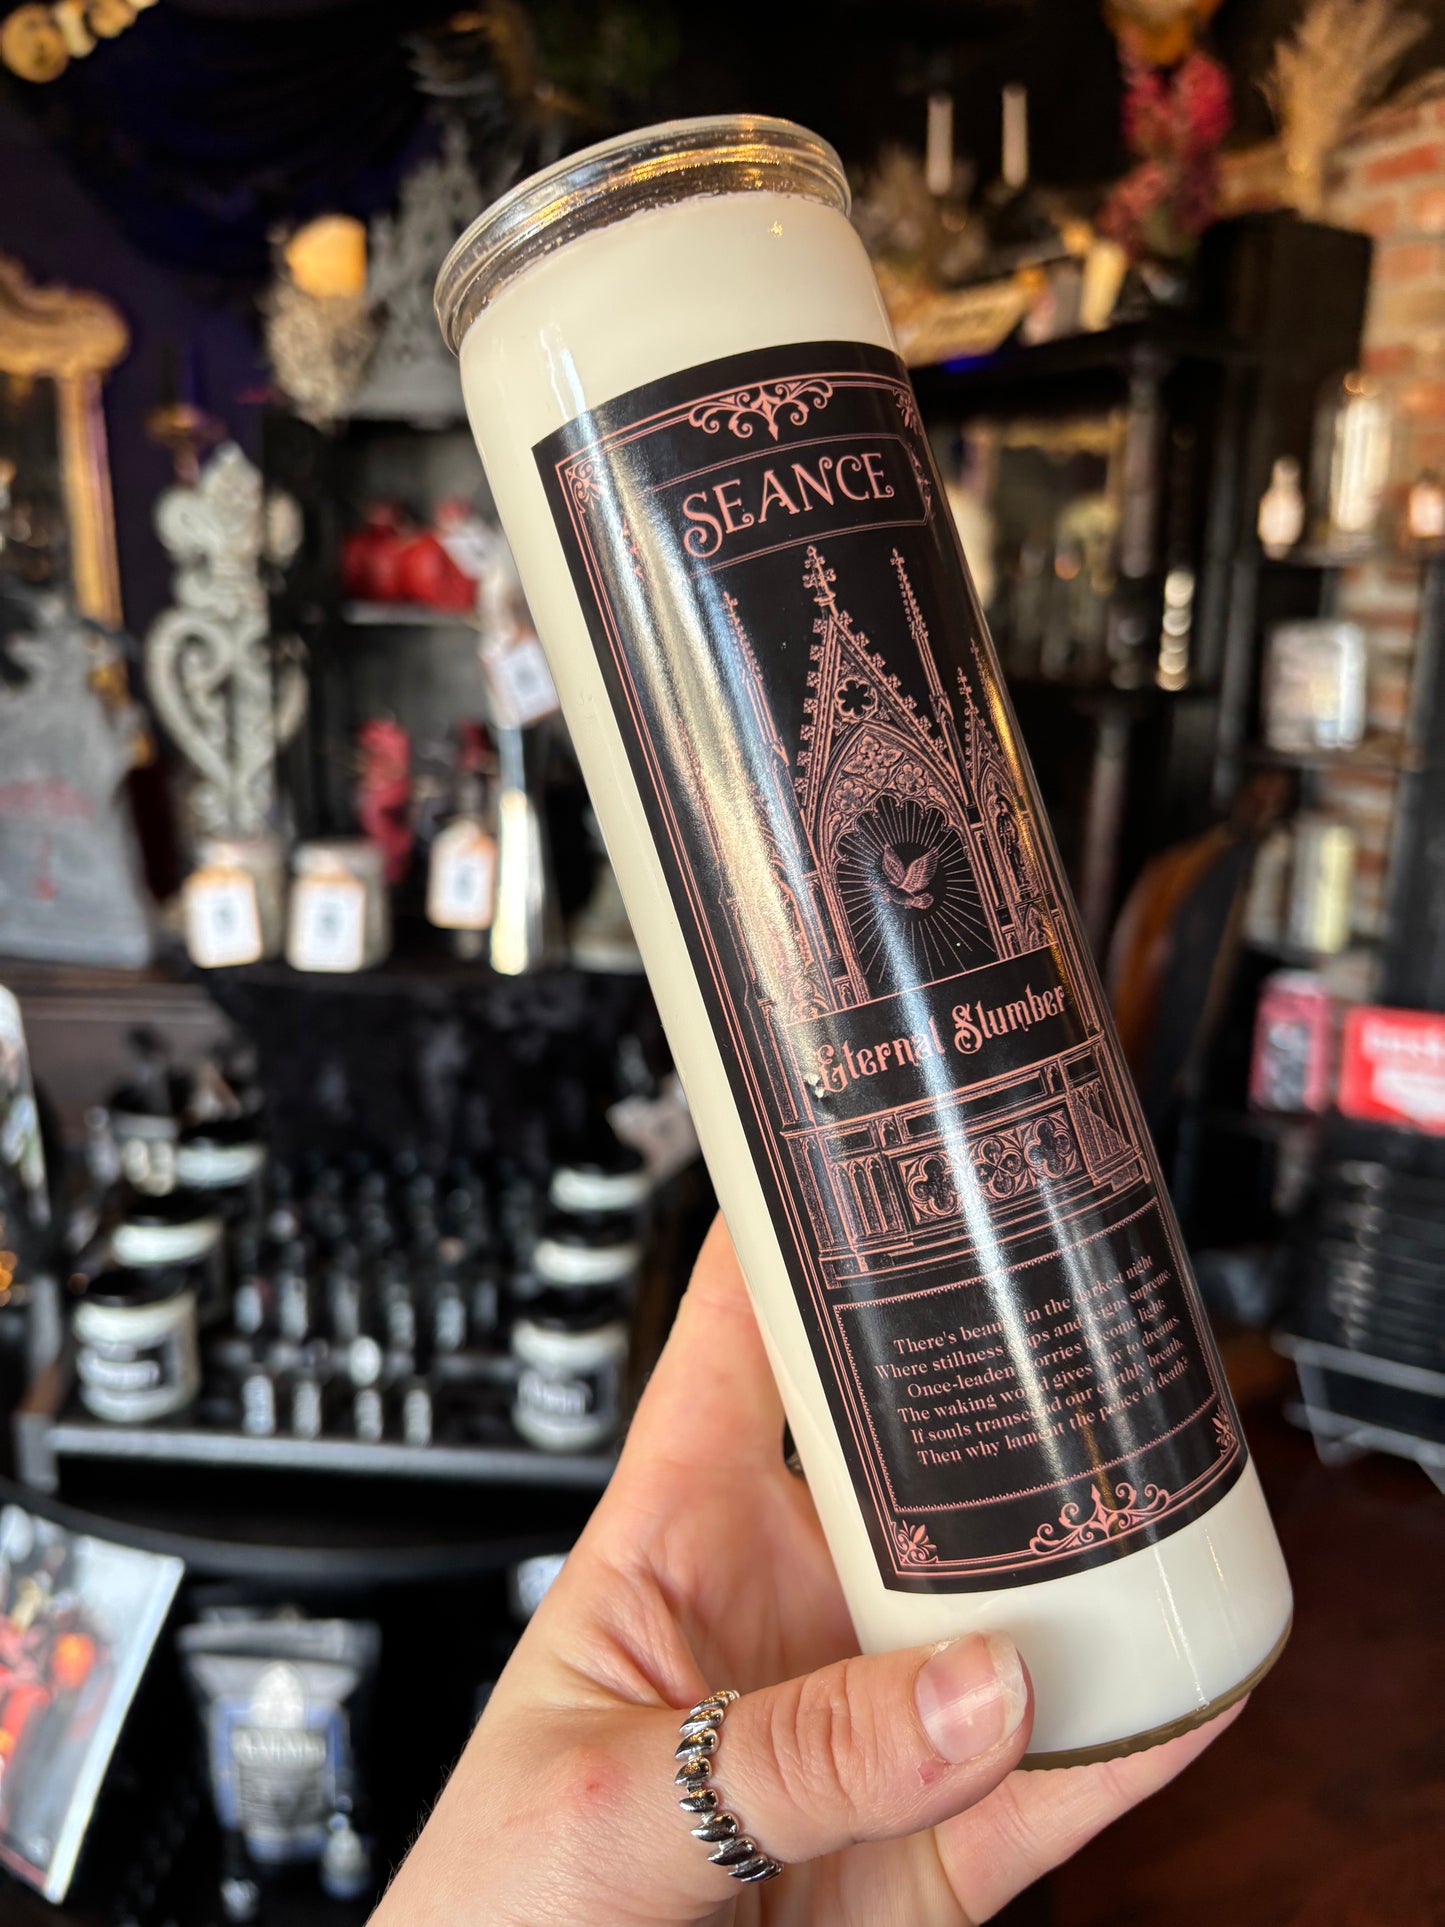 SEANCE
Eternal Slumber
There's beauty in the darkest night
Where stillness and reigns supreme.
Once-leaden worries become light,
The waking world gives way to dreams.
If souls transcend our earthly breath,
Then why lament the peace of death?